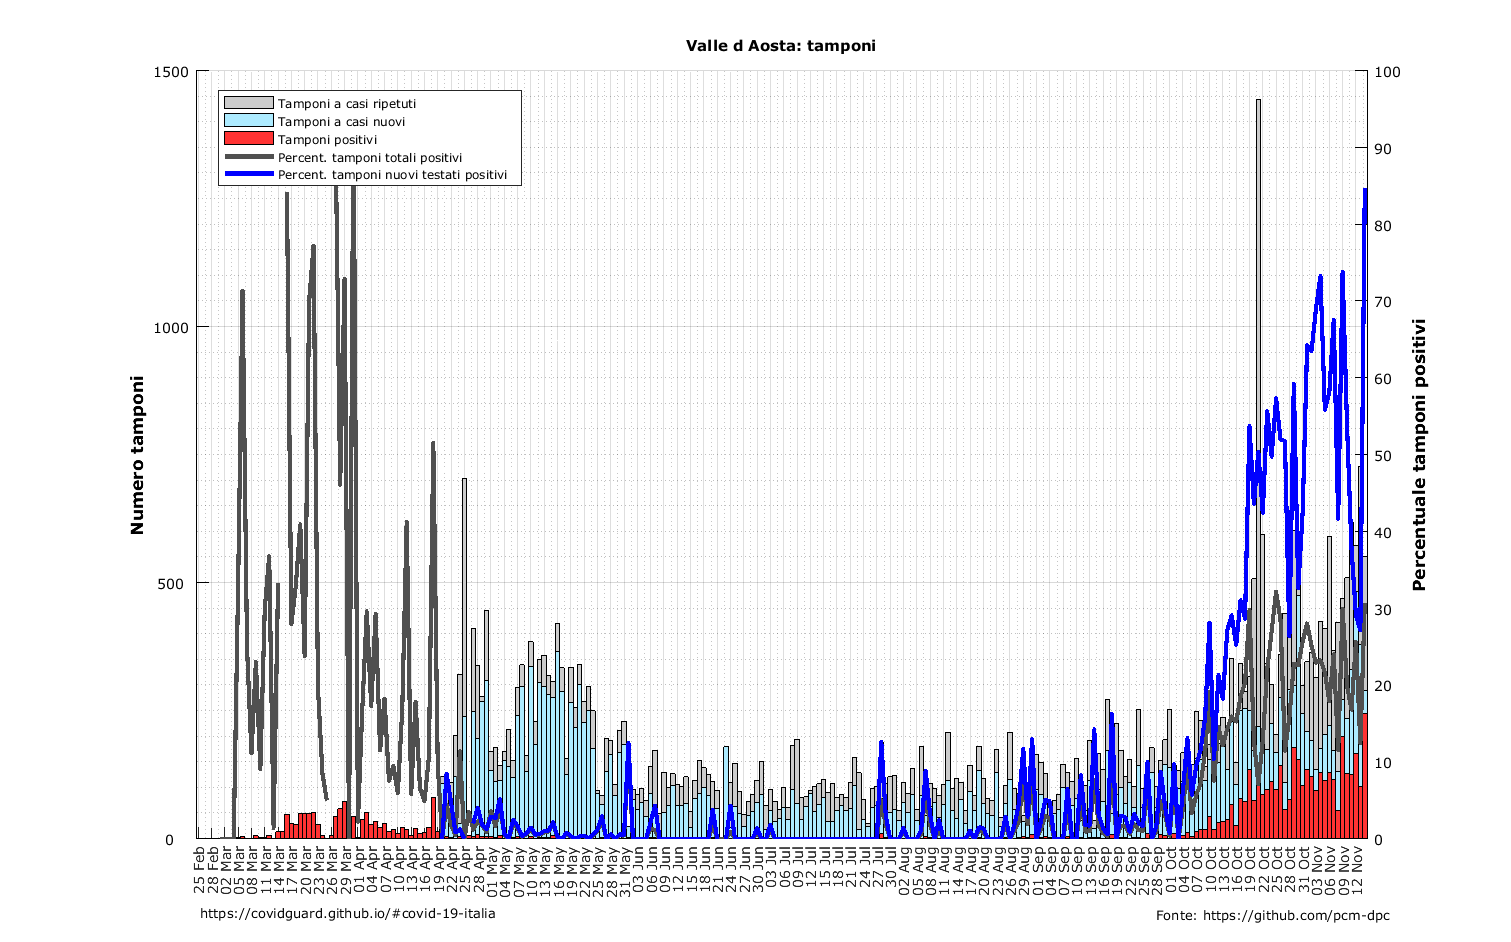 Valle d Aosta: tamponi
1500
1000
500
0
Numero tamponi
Tamponi a casi ripetuti
Tamponi a casi nuovi
Tamponi positivi
Percent. tamponi totali positivi
Percent. tamponi nuovi testati positivi
100
90
80
70
60
50
40
30
20
10
0
Percentuale tamponi positivi
25 Feb
28 Feb
02 Mar
05 Mar
08 Mar
11 Mar
14 Mar
17 Mar
20 Mar
23 Mar
26 Mar
29 Mar
01 Apr
04 Apr
07 Apr
10 Apr
13 Apr
16 Apr
19 Apr
22 Apr
25 Apr
28 Apr
01 May
04 May
07 May
10 May
13 May
16 May
19 May
22 May
25 May
28 May
31 May
03 Jun
06 Jun
09 Jun
12 Jun
15 Jun
18 Jun
21 Jun
24 Jun
27 Jun
30 Jun
03 Jul
06 Jul
09 Jul
12 Jul
15 Jul
18 Jul
21 Jul
24 Jul
27 Jul
30 Jul
02 Aug
05 Aug
08 Aug
11 Aug
14 Aug
17 Aug
20 Aug
23 Aug
26 Aug
29 Aug
01 Sep
04 Sep
07 Sep
10 Sep
13 Sep
16 Sep
19 Sep
22 Sep
25 Sep
28 Sep
01 Oct
04 Oct
07 Oct
10 Oct
13 Oct
16 Oct
19 Oct
22 Oct
25 Oct
28 Oct
31 Oct
03 Nov
06 Nov
09 Nov
12 Nov
https://covidguard.github.io/#covid-19-italia
Fonte: https://github.com/pcm-dpc